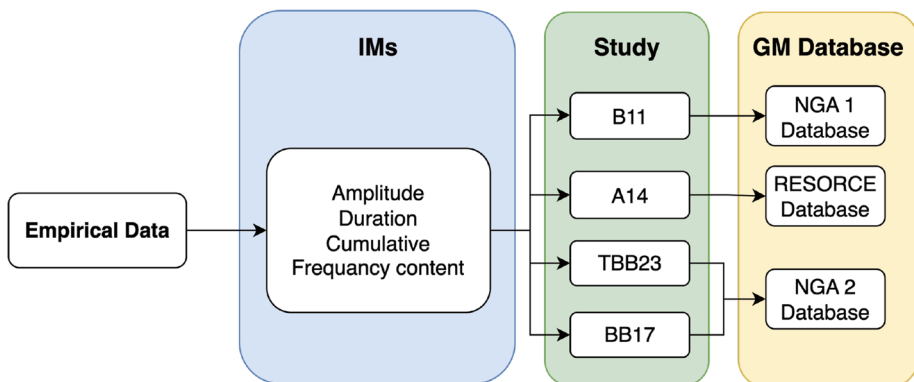 IMs
Study
GM Database
Empirical Data
Amplitude
Duration
Cumulative
Frequancy content
B11
A14
TBB23
BB17
NGA 1
Database
RESORCE
Database
NGA 2
Database